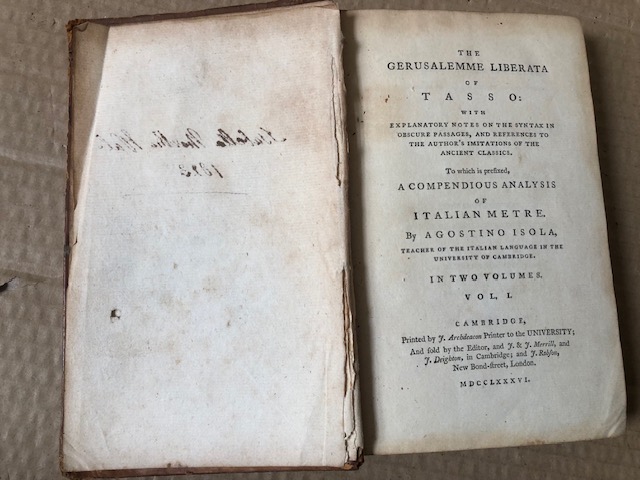 1813
THE
GERUSALEMME LIBERATA
OF
TASSO:
WITH
EXPLANATORY NOTES ON THE SYNTAX IN
OBSCURE PASSAGES, AND REFERENCES TO
THE AUTHOR'S IMITATIONS OF THE
ANCIENT CLASSICS.
To which is prefixed,
A COMPENDIOUS ANALYSIS
OF
ITALIAN METRE.
By AGOSTINO ISOLA,
TEACHER OF THE ITALIAN LANGUAGE IN THE
UNIVERSITY OF CAMBRIDGE.
IN TWO VOLUMES.
VOL. I.
CAMBRIDGE,
Printed by J. Archdeacon Printer to the UNIVERSITY;
And ſold by the Editor, and J. & J. Merrill, and
J. Deighton, in Cambridge; and J. Robſon,
New Bond-ſtreet, London.
MDCCLXXXVI.